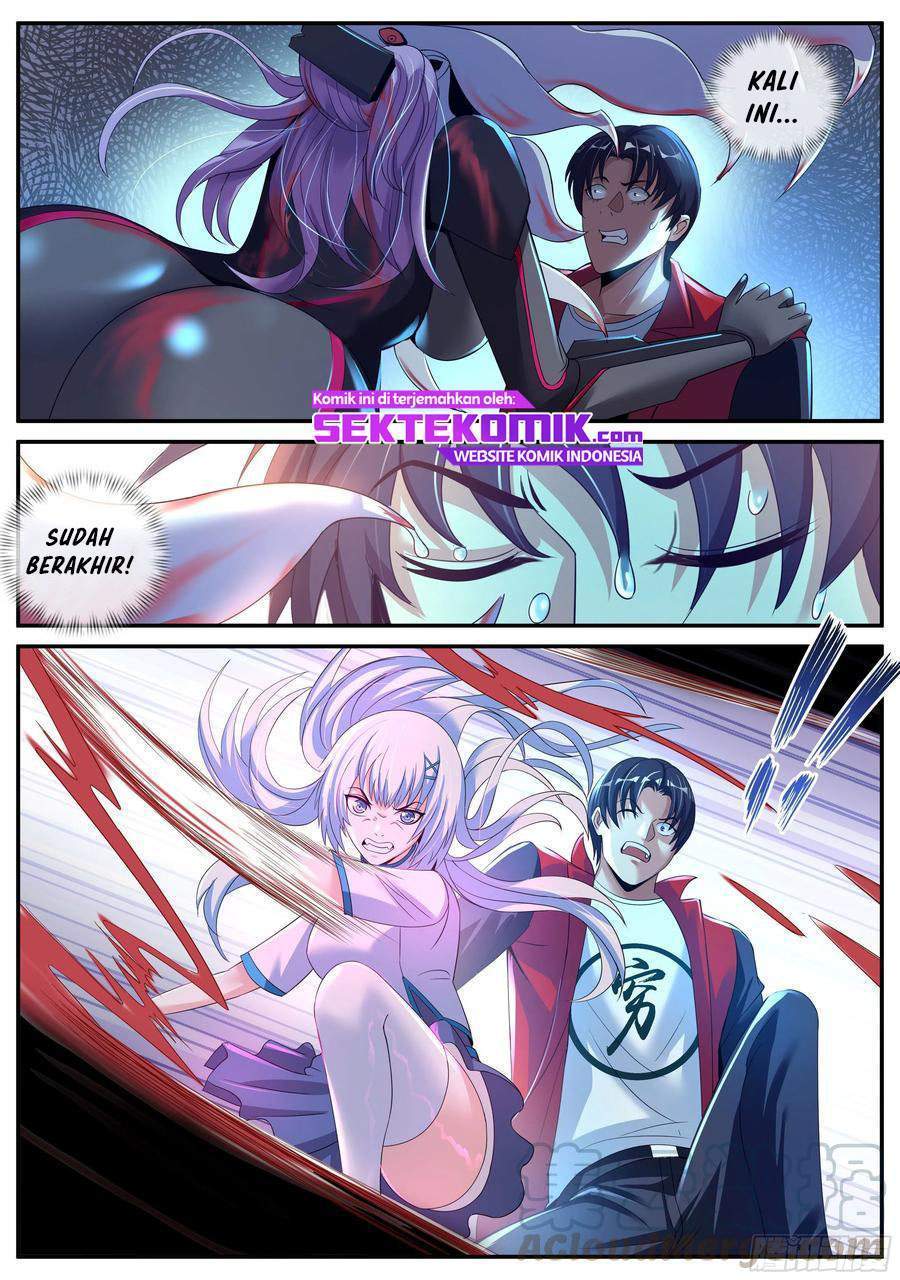 KALI
INI...
Komik ini di terjemahkan oleh:
SEKTEKOMIK.com
WEBSITE KOMIK INDONESIA
SUDAH
BERAKHIR!
穷